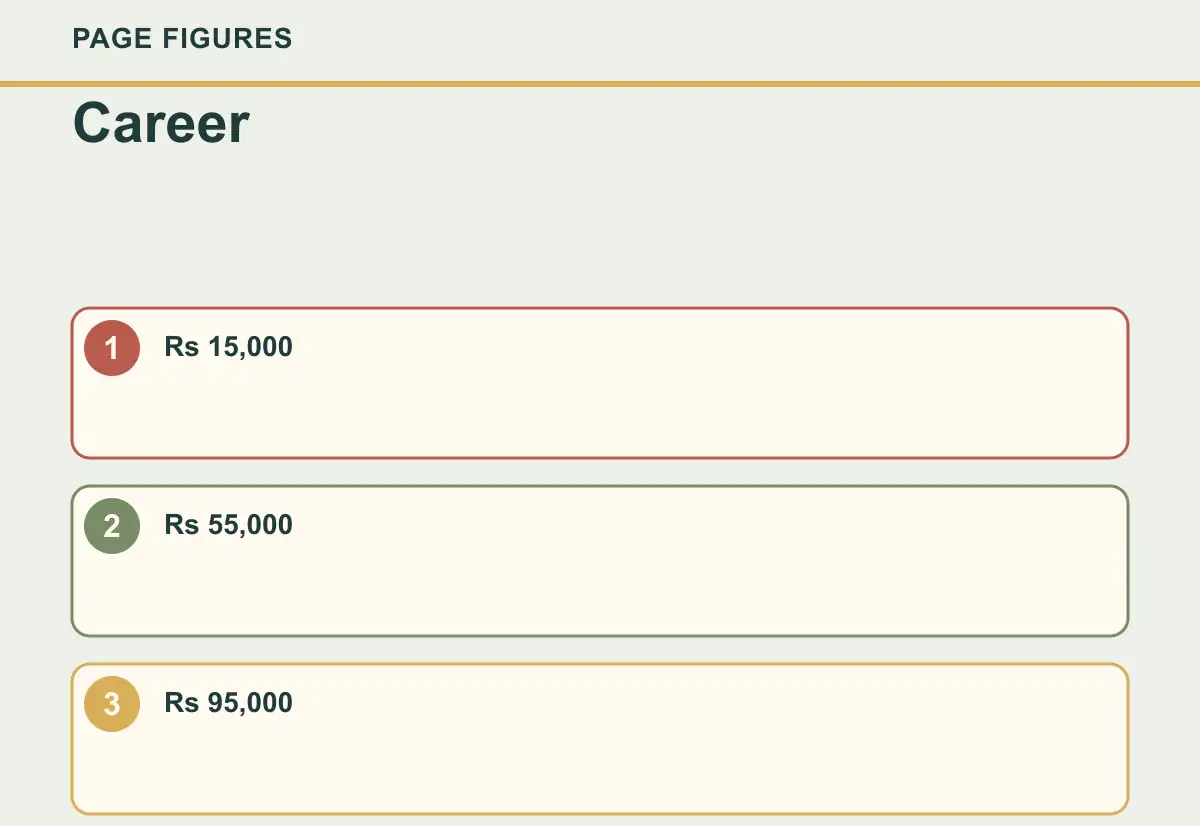 PAGE FIGURES
Career
1 Rs 15,000
2 Rs 55,000
3 Rs 95,000